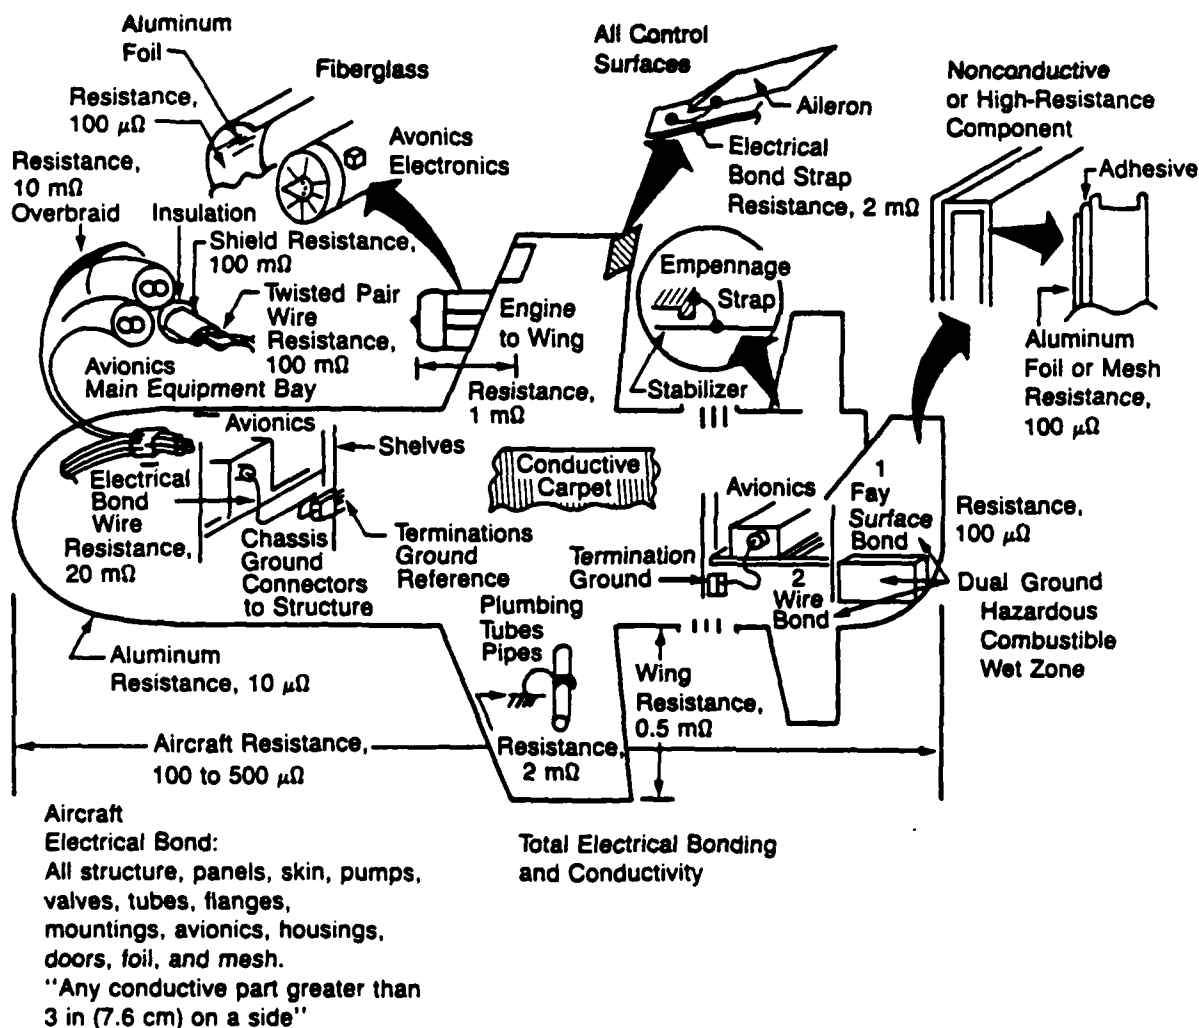 Aluminum
Foil
Fiberglass
Resistance,
100 μΩ
Avonics
Electronics
Resistance,
10 mΩ
Overbraid
Insulation
Shield Resistance,
100 mΩ
Twisted Pair
Wire
Resistance,
100 mΩ
Avionics
Main Equipment Bay
All Control
Surfaces
Aileron
Electrical
Bond Strap
Resistance, 2 mΩ
Nonconductive
or High-Resistance
Component
Adhesive
Aluminum
Foil or Mesh
Resistance,
100 μΩ
Engine
to Wing
Resistance,
1 mΩ
Empennage
Strap
Stabilizer
Avionics
Shelves
Electrical
Bond
Wire
Resistance,
20 mΩ
Chassis
Ground
Connectors
to Structure
Terminations
Ground
Reference
Conductive
Carpet
Avionics
Termination
Ground
1
Fay
Surface
Bond
2
Wire
Bond
Resistance,
100 μΩ
Dual Ground
Hazardous
Combustible
Wet Zone
Plumbing
Tubes
Pipes
Resistance,
2 mΩ
Wing
Resistance,
0.5 mΩ
Aluminum
Resistance, 10 μΩ
Aircraft Resistance,
100 to 500 μΩ
Aircraft
Electrical Bond:
All structure, panels, skin, pumps,
valves, tubes, flanges,
mountings, avionics, housings,
doors, foil, and mesh.
"Any conductive part greater than
3 in (7.6 cm) on a side"
Total Electrical Bonding
and Conductivity